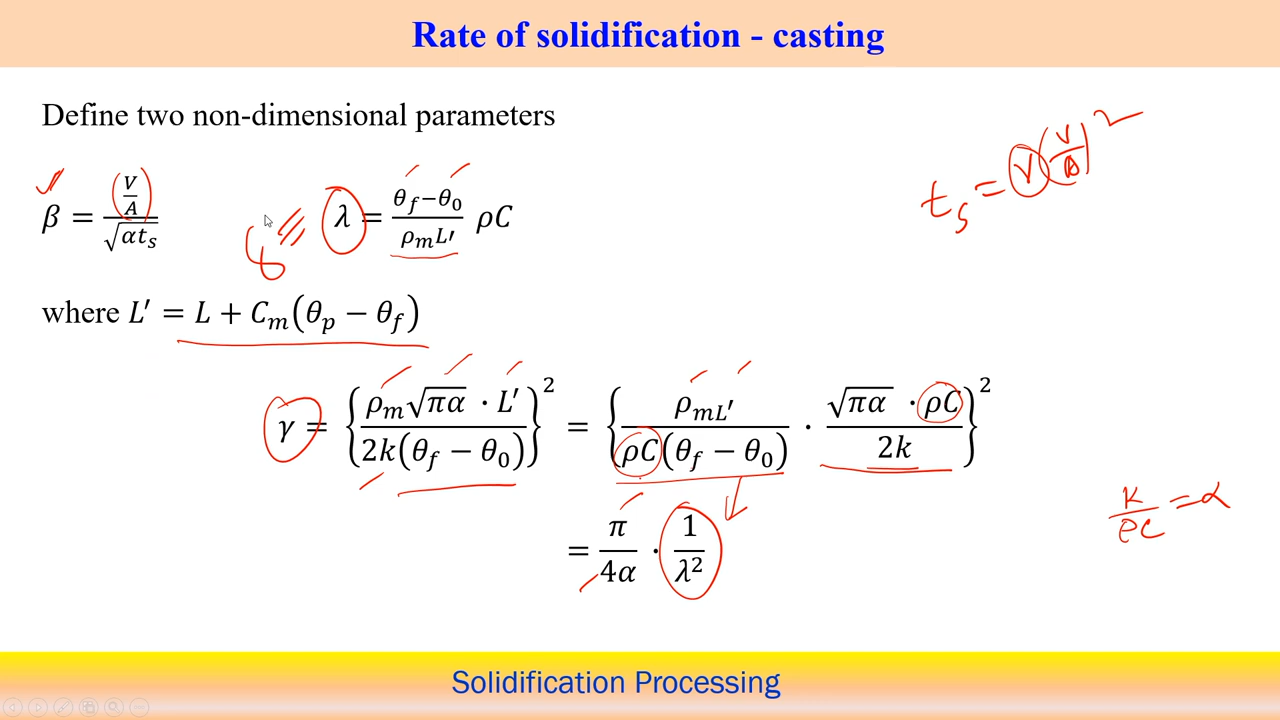 Rate of solidification - casting
Define two non-dimensional parameters
t_s = γ (V/A)^2
β = (V/A)/√(αt_s)    λ = (θ_f−θ_0)/(ρ_m L′) ρC
where L′ = L + C_m(θ_p − θ_f)
γ = {ρ_m √(πα) · L′ / 2k(θ_f − θ_0)}^2 = {ρ_mL′ / ρC(θ_f − θ_0) · √(πα) · ρC / 2k}^2
K/ρC = α
= π/4α · 1/λ^2
Solidification Processing